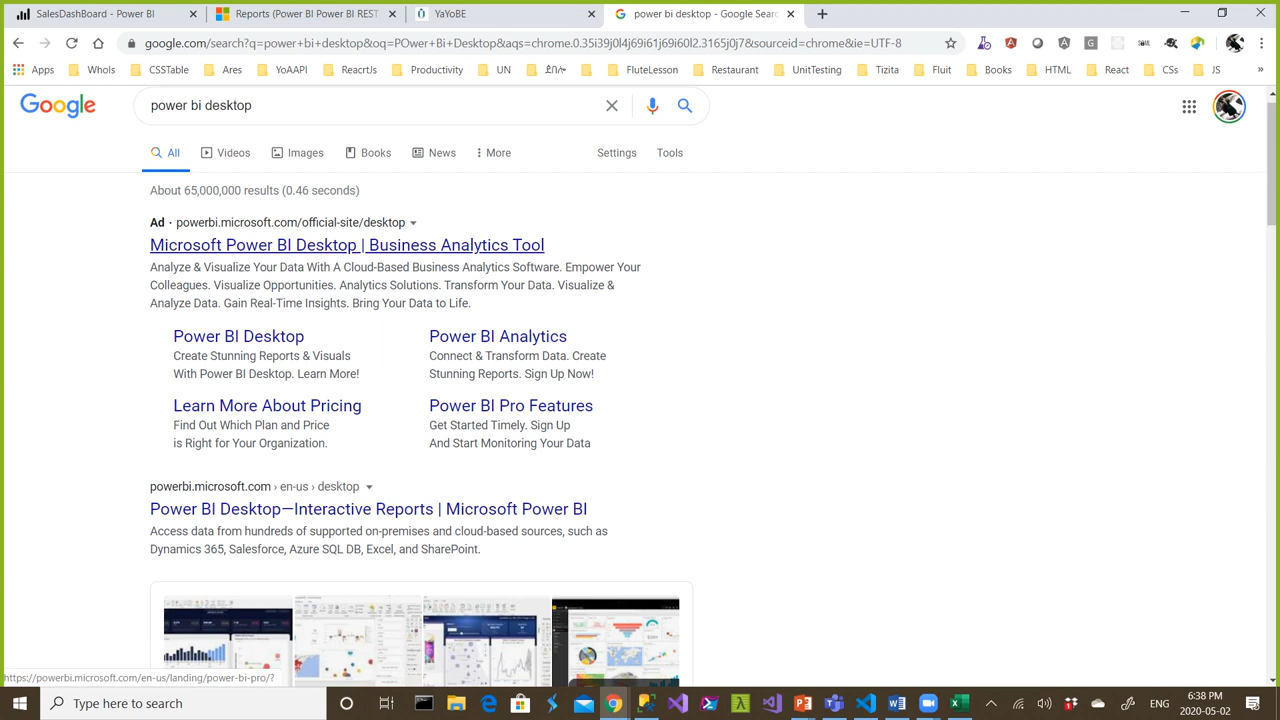 SalesDashBoard - Power BI
Reports (Power BI Power BI REST
YaYoBE
power bi desktop - Google Searc
google.com/search?q=power+bi+desktop&oq=POwer+Bi+Desktop&aqs=chrome.0.35i39j0l4j69i61j69i60l2.3165j0j7&sourceid=chrome&ie=UTF-8
Apps
WhoIs
CSSTable
Ares
YoAAPI
ReacrtJs
Productivity
UN
FluteLesson
Restaurant
UnitTesting
Tizita
Fluit
Books
HTML
React
CSs
JS
»
Google
power bi desktop
All
Videos
Images
Books
News
More
Settings
Tools
About 65,000,000 results (0.46 seconds)
Ad · powerbi.microsoft.com/official-site/desktop
Microsoft Power BI Desktop | Business Analytics Tool
Analyze & Visualize Your Data With A Cloud-Based Business Analytics Software. Empower Your
Colleagues. Visualize Opportunities. Analytics Solutions. Transform Your Data. Visualize &
Analyze Data. Gain Real-Time Insights. Bring Your Data to Life.
Power BI Desktop
Create Stunning Reports & Visuals
With Power BI Desktop. Learn More!
Power BI Analytics
Connect & Transform Data. Create
Stunning Reports. Sign Up Now!
Learn More About Pricing
Find Out Which Plan and Price
is Right for Your Organization.
Power BI Pro Features
Get Started Timely. Sign Up
And Start Monitoring Your Data
powerbi.microsoft.com › en-us › desktop
Power BI Desktop—Interactive Reports | Microsoft Power BI
Access data from hundreds of supported on-premises and cloud-based sources, such as
Dynamics 365, Salesforce, Azure SQL DB, Excel, and SharePoint.
https://powerbi.microsoft.com/en-us/landing/power-bi-pro/?
Type here to search
ENG
6:38 PM
2020-05-02